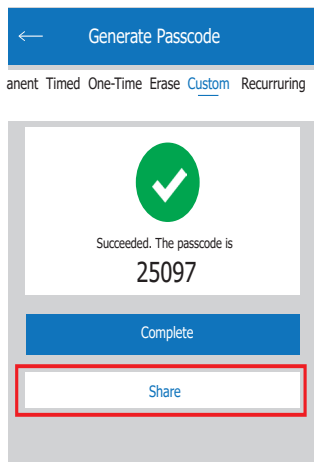 Generate Passcode
anent Timed One-Time Erase Custom Recurruring
Succeeded. The passcode is
25097
Complete
Share